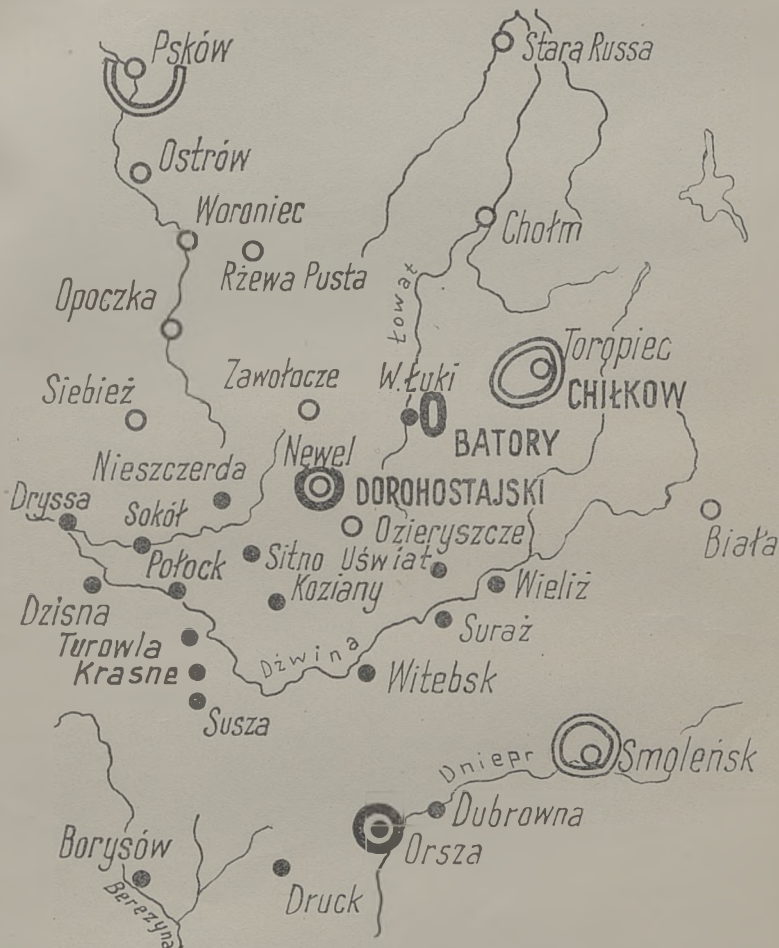 Psków
Stara Russa
Ostrów
Woroniec
Chołm
Rżewa Pusta
Opoczka
Łować
Toropiec
Zawołocze
W. Łuki
Siebież
CHIŁKOW
BATORY
Newel
Nieszczerda
DOROHOSTAJSKI
Dryssa
Sokół
Ozieryszcze
Biała
Połock
Sitno
Uświat
Koziany
Wieliż
Dzisna
Suraż
Turowla
Dźwina
Krasne
Witebsk
Susza
Dniepr
Smoleńsk
Dubrowna
Borysów
Orsza
Berezyna
Druck